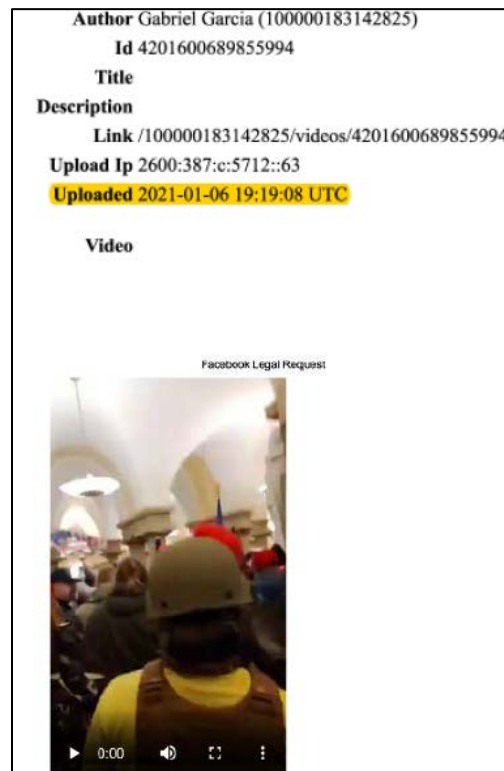 Author Gabriel Garcia (100000183142825)
Id 4201600689855994
Title
Description
Link /100000183142825/videos/4201600689855994
Upload Ip 2600:387:c:5712::63
Uploaded 2021-01-06 19:19:08 UTC
Video
Facebook Legal Request
0:00